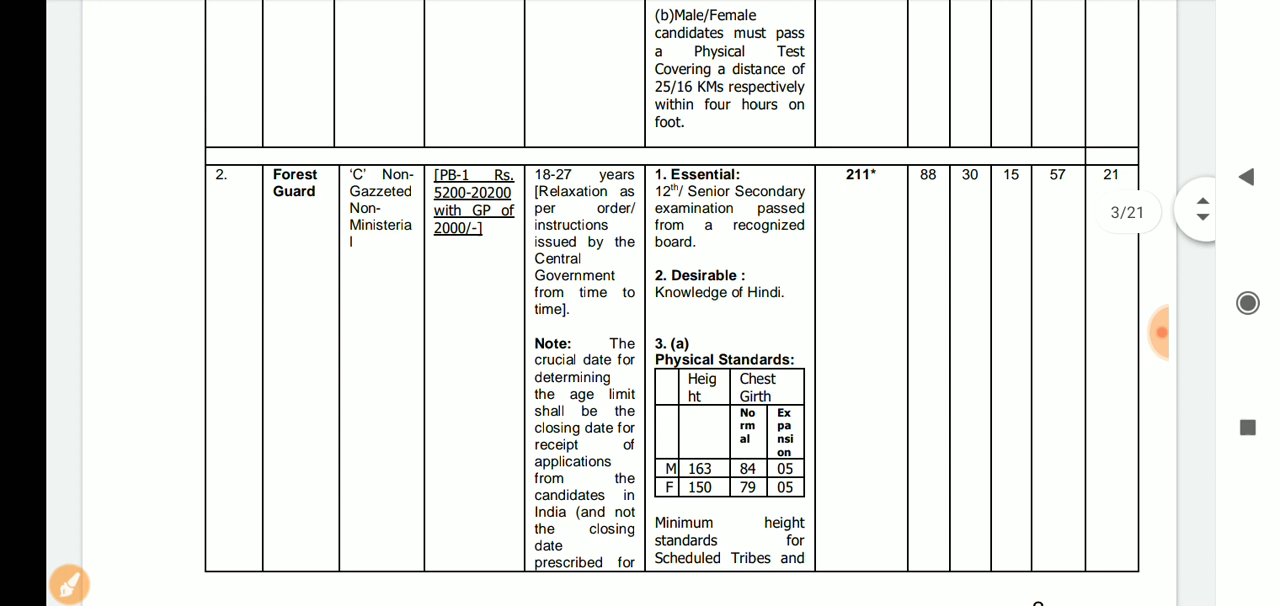 (b)Male/Female
candidates must pass
a Physical Test
Covering a distance of
25/16 KMs respectively
within four hours on
foot.
2.
Forest
Guard
'C' Non-
Gazzeted
Non-
Ministeria
l
[PB-1 Rs.
5200-20200
with GP of
2000/-]
18-27 years
[Relaxation as
per order/
instructions
issued by the
Central
Government
from time to
time].
Note: The
crucial date for
determining
the age limit
shall be the
closing date for
receipt of
applications
from the
candidates in
India (and not
the closing
date
prescribed for
1. Essential:
12th/ Senior Secondary
examination passed
from a recognized
board.
2. Desirable :
Knowledge of Hindi.
3. (a)
Physical Standards:
Heig
ht
Chest
Girth
No
rm
al
Ex
pa
nsi
on
M 163 84 05
F 150 79 05
Minimum height
standards for
Scheduled Tribes and
211*
88
30
15
57
21
3/21